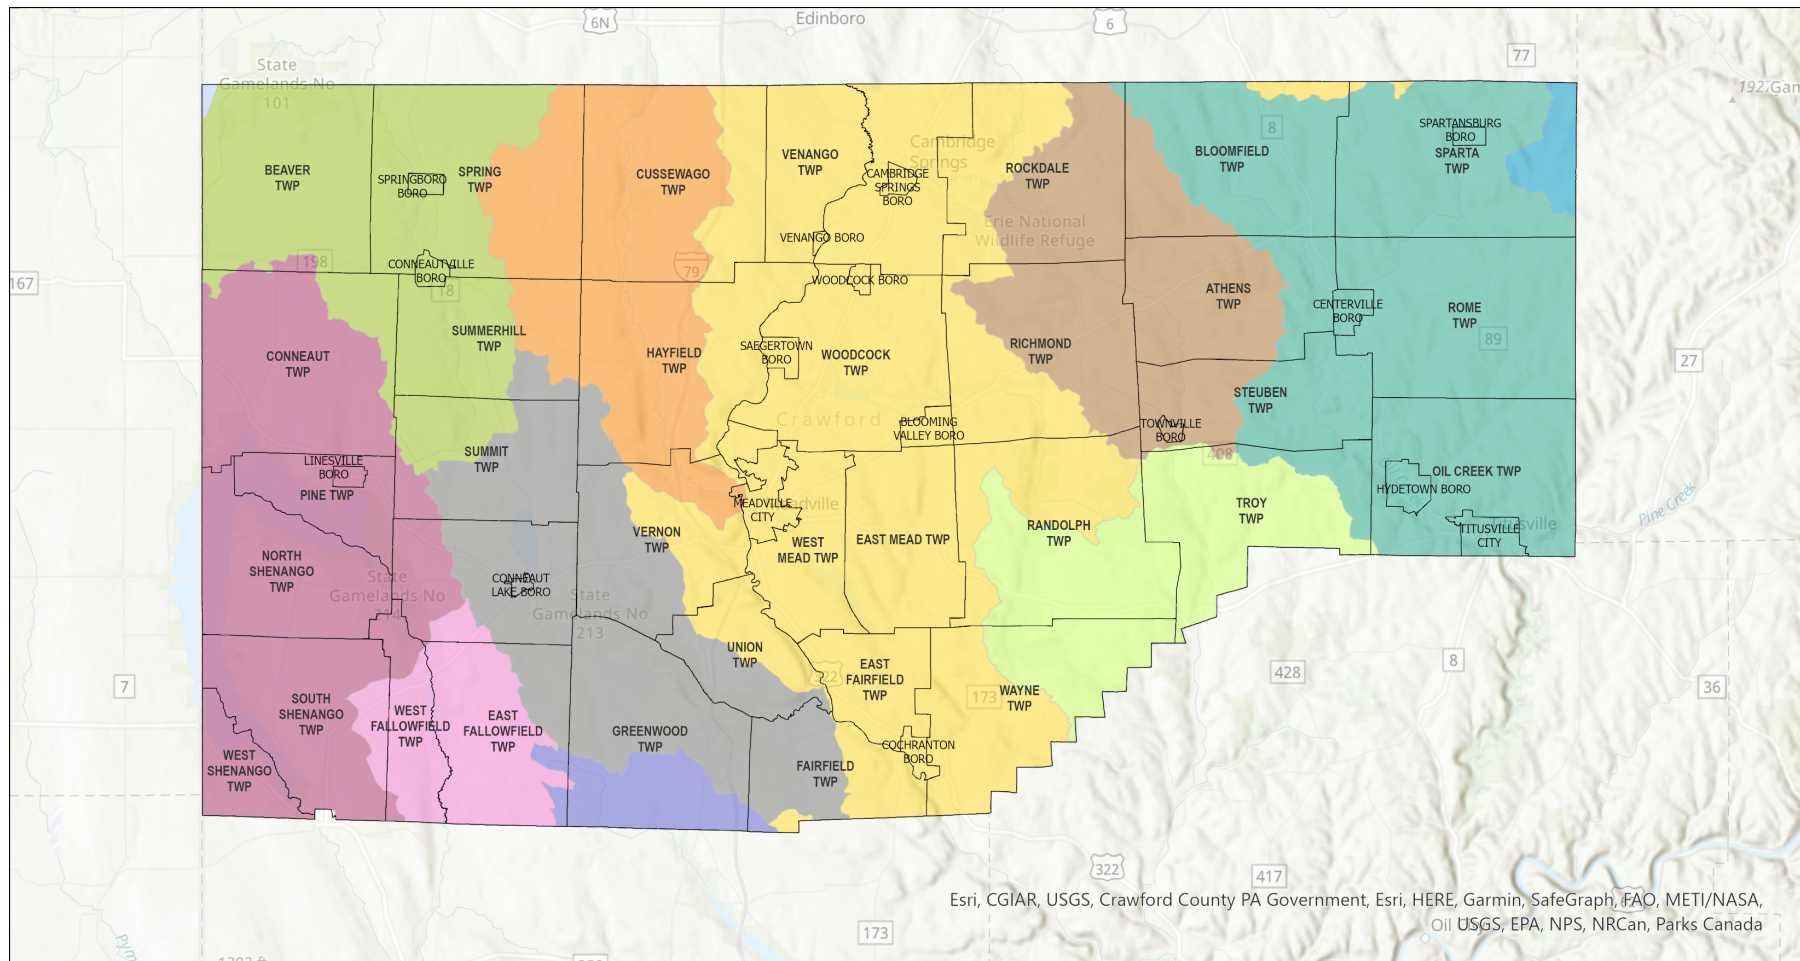 6N
Edinboro
6
77
State
Gamelands No
101
192
Gam
SPARTANSBURG
BORO
SPARTA
TWP
8
Cambridge
Springs
BEAVER
TWP
SPRINGBORO
BORO
SPRING
TWP
CUSSEWAGO
TWP
VENANGO
TWP
CAMBRIDGE
SPRINGS
BORO
ROCKDALE
TWP
BLOOMFIELD
TWP
Erie National
Wildlife Refuge
VENANGO BORO
198
CONNEAUTVILLE
BORO
18
79
WOODCOCK BORO
167
ATHENS
TWP
CENTERVILLE
BORO
ROME
TWP
89
27
SUMMERHILL
TWP
CONNEAUT
TWP
HAYFIELD
TWP
SAEGERTOWN
BORO
WOODCOCK
TWP
RICHMOND
TWP
STEUBEN
TWP
Crawford
BLOOMING
VALLEY BORO
TOWNVILLE
BORO
408
SUMMIT
TWP
LINESVILLE
BORO
PINE TWP
OIL CREEK TWP
HYDETOWN BORO
Pine Creek
Titusville
TITUSVILLE
CITY
Meadville
MEADVILLE
CITY
TROY
TWP
RANDOLPH
TWP
VERNON
TWP
WEST
MEAD TWP
EAST MEAD TWP
NORTH
SHENANGO
TWP
State
Gamelands No
214
CONNEAUT
LAKE BORO
State
Gamelands No
213
UNION
TWP
322
EAST
FAIRFIELD
TWP
173
WAYNE
TWP
428
8
36
7
SOUTH
SHENANGO
TWP
WEST
FALLOWFIELD
TWP
EAST
FALLOWFIELD
TWP
GREENWOOD
TWP
WEST
SHENANGO
TWP
FAIRFIELD
TWP
COCHRANTON
BORO
322
417
62
Esri, CGIAR, USGS, Crawford County PA Government, Esri, HERE, Garmin, SafeGraph, FAO, METI/NASA,
USGS, EPA, NPS, NRCan, Parks Canada
Oil City
173
Pym